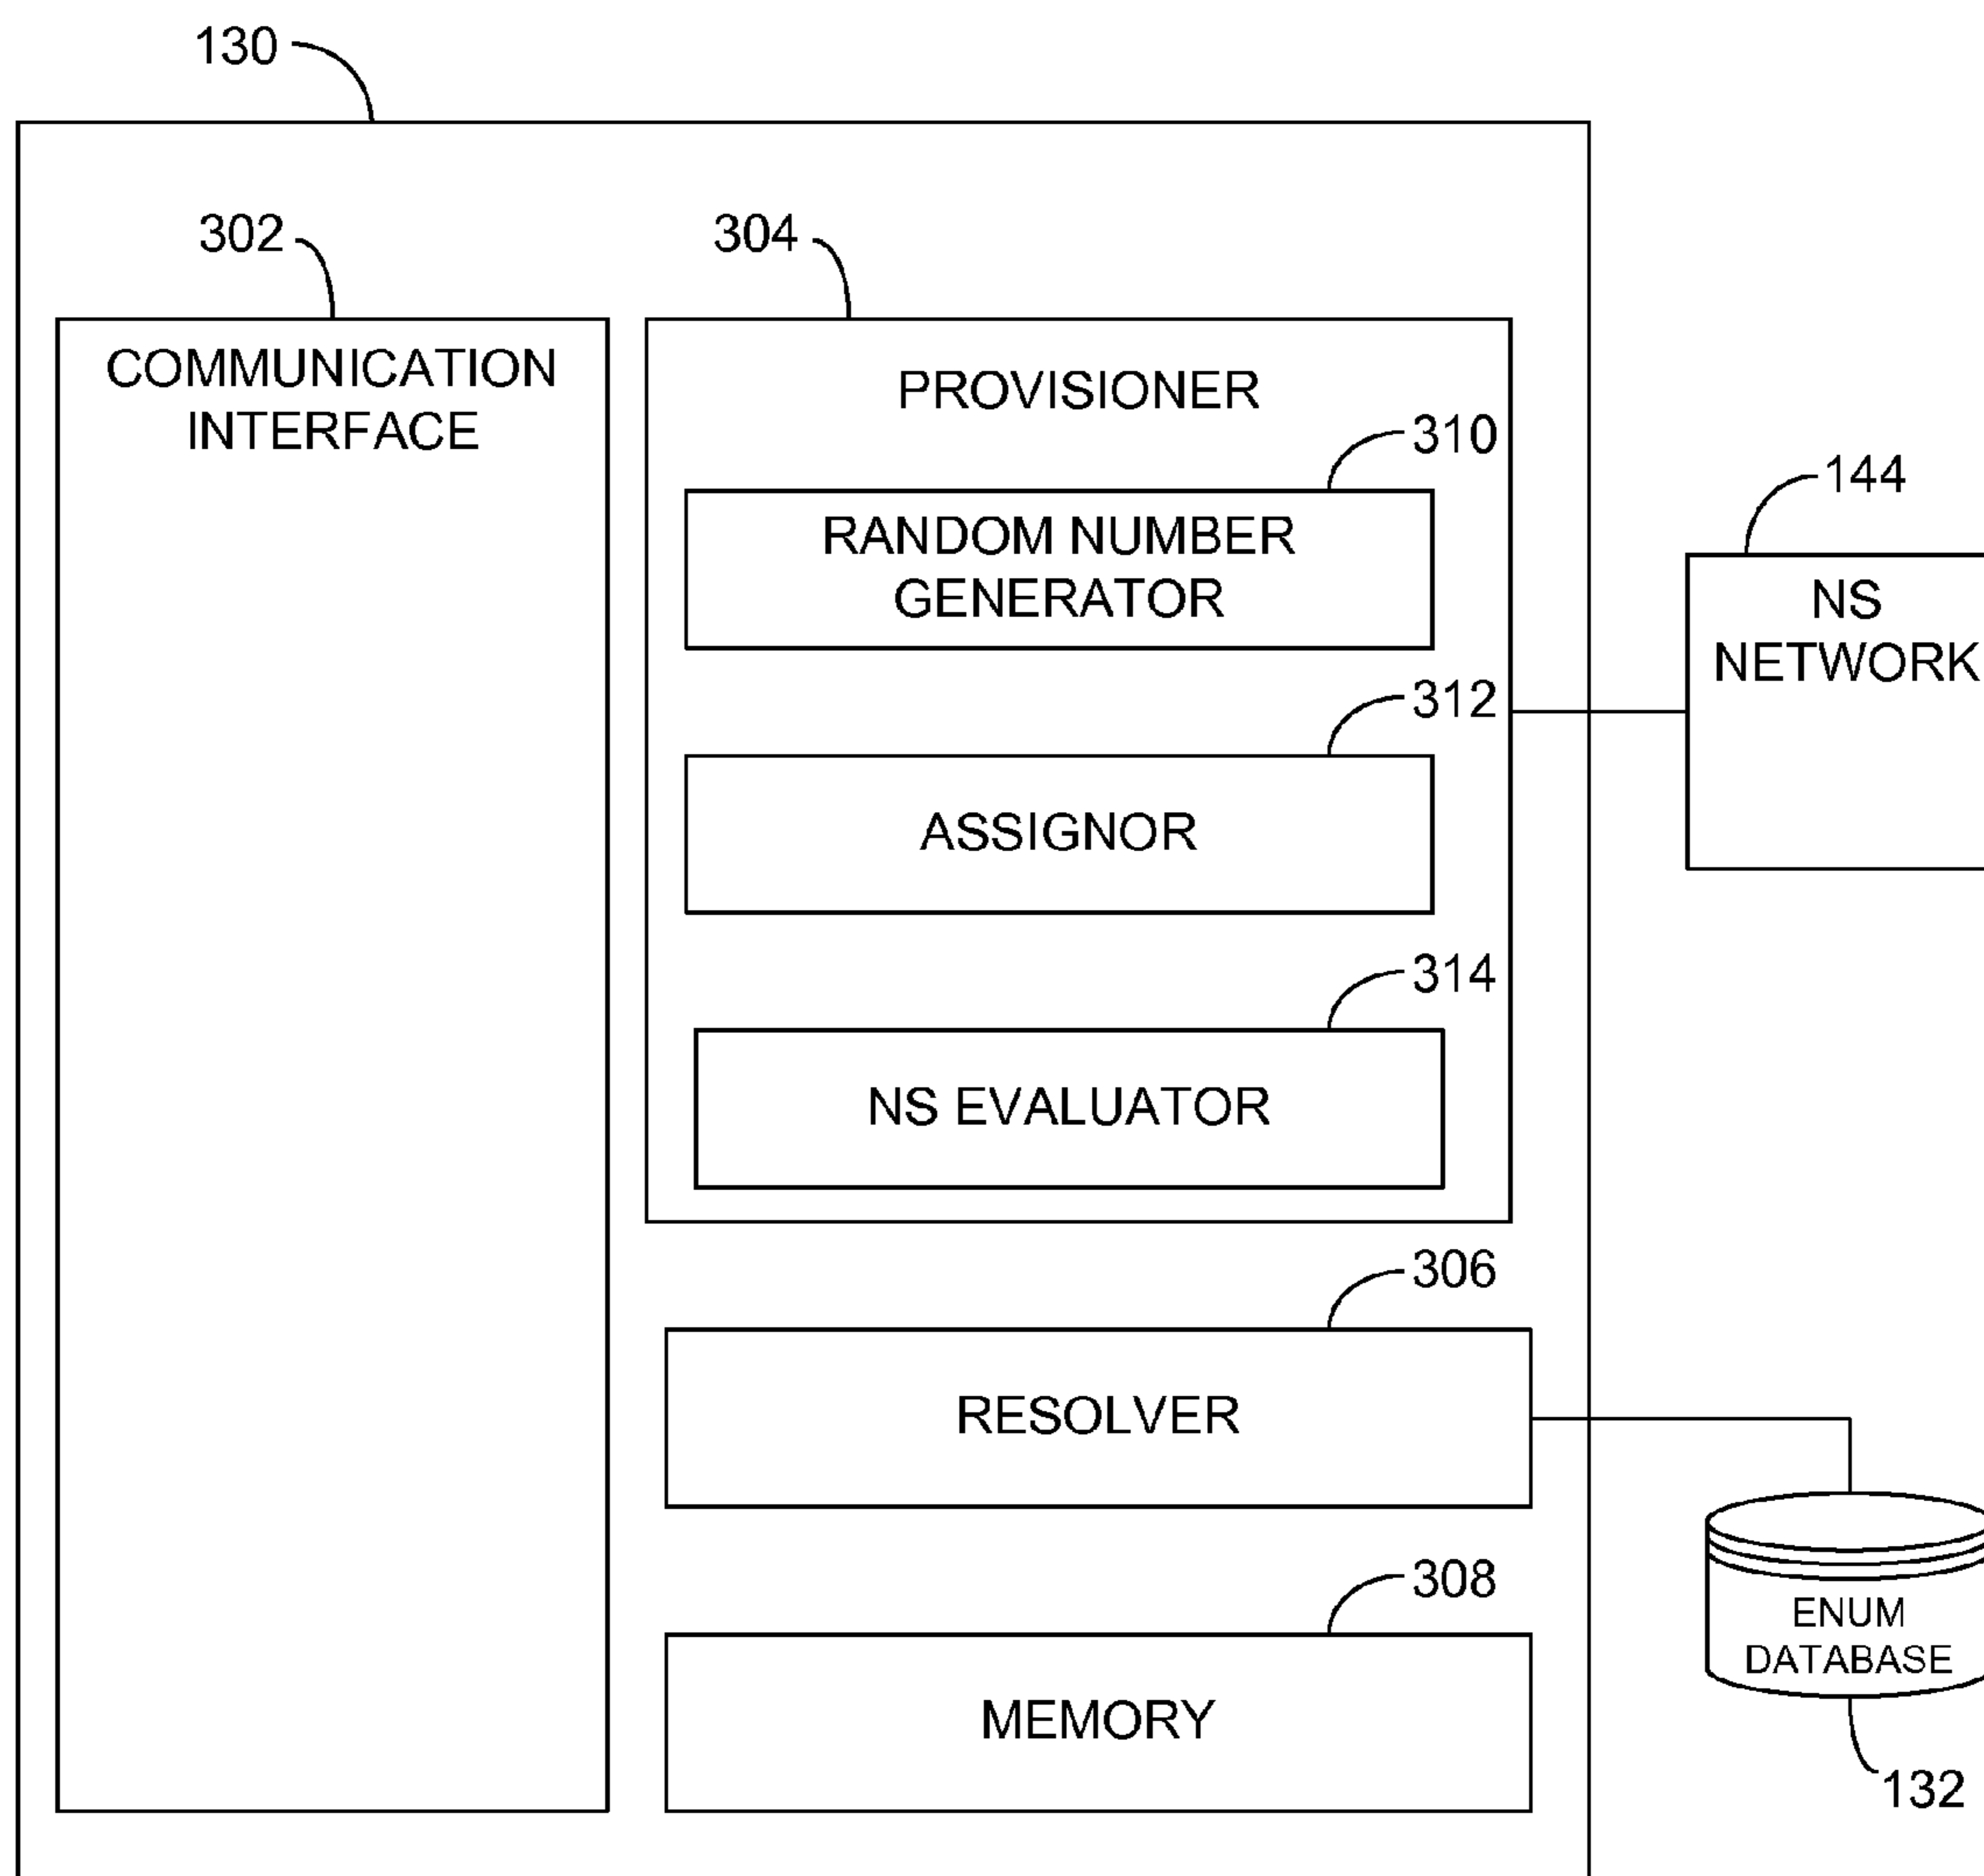 130
302
304
COMMUNICATION
INTERFACE
PROVISIONER
310
RANDOM NUMBER
GENERATOR
144
NS
NETWORK
312
ASSIGNOR
314
NS EVALUATOR
306
RESOLVER
308
ENUM
DATABASE
MEMORY
132